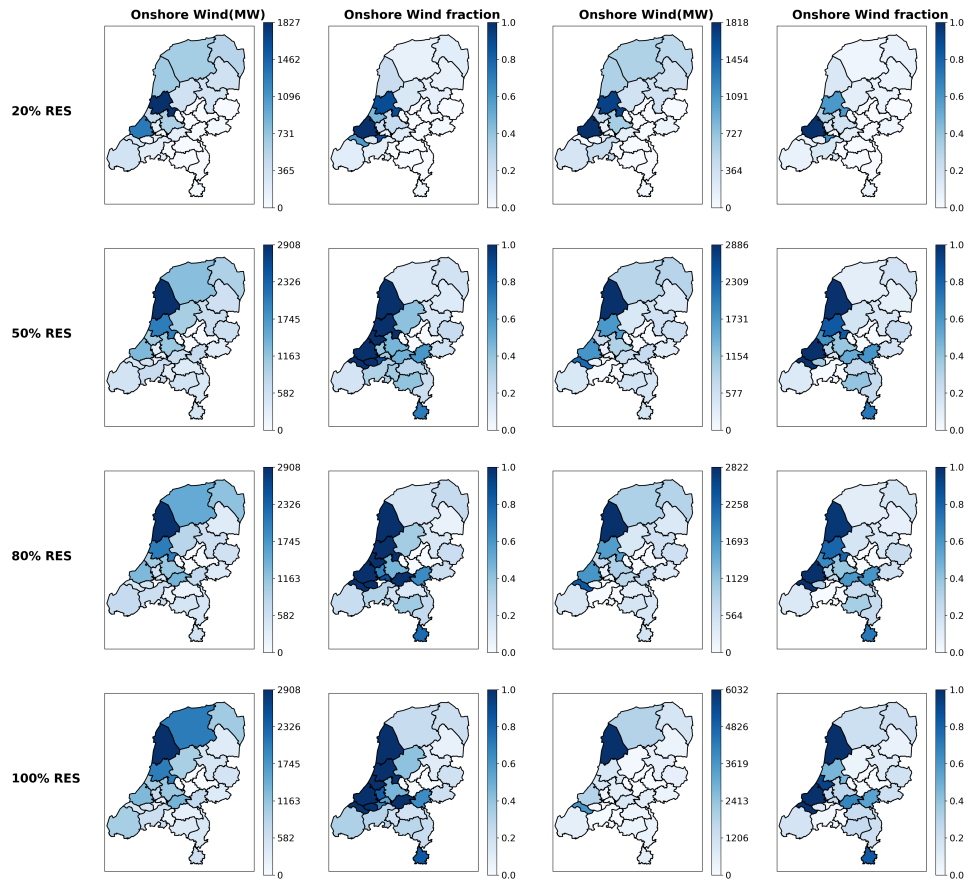 Onshore Wind(MW) Onshore Wind fraction Onshore Wind(MW) Onshore Wind fraction
20% RES
1827 1.0 1818 1.0
1462 0.8 1454 0.8
1096 0.6 1091 0.6
731 0.4 727 0.4
365 0.2 364 0.2
0 0.0 0 0.0
50% RES
2908 1.0 2886 1.0
2326 0.8 2309 0.8
1745 0.6 1731 0.6
1163 0.4 1154 0.4
582 0.2 577 0.2
0 0.0 0 0.0
80% RES
2908 1.0 2822 1.0
2326 0.8 2258 0.8
1745 0.6 1693 0.6
1163 0.4 1129 0.4
582 0.2 564 0.2
0 0.0 0 0.0
100% RES
2908 1.0 6032 1.0
2326 0.8 4826 0.8
1745 0.6 3619 0.6
1163 0.4 2413 0.4
582 0.2 1206 0.2
0 0.0 0 0.0